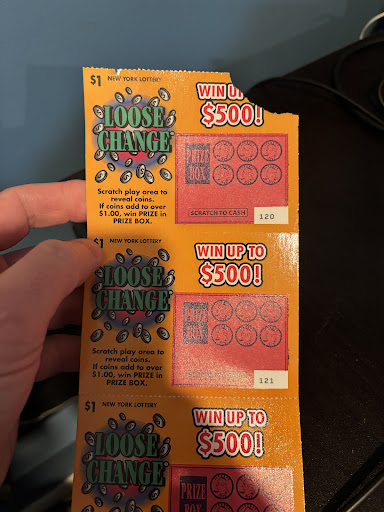 $1 NEW YORK LOTTERY
LOOSE
CHANGE
Scratch play area to
reveal coins.
If coins add to over
$1.00, win PRIZE in
PRIZE BOX.
WIN
$500!
PRIZE
BOX
SCRATCH TO CASH
120
$1 NEW YORK LOTTERY
LOOSE
CHANGE
Scratch play area to
reveal coins.
If coins add to over
$1.00, win PRIZE in
PRIZE BOX.
WIN UP TO
$500!
PRIZE
BOX
121
$1 NEW YORK LOTTERY
LOOSE
CHANGE
WIN UP TO
$500!
PRIZE
BOX